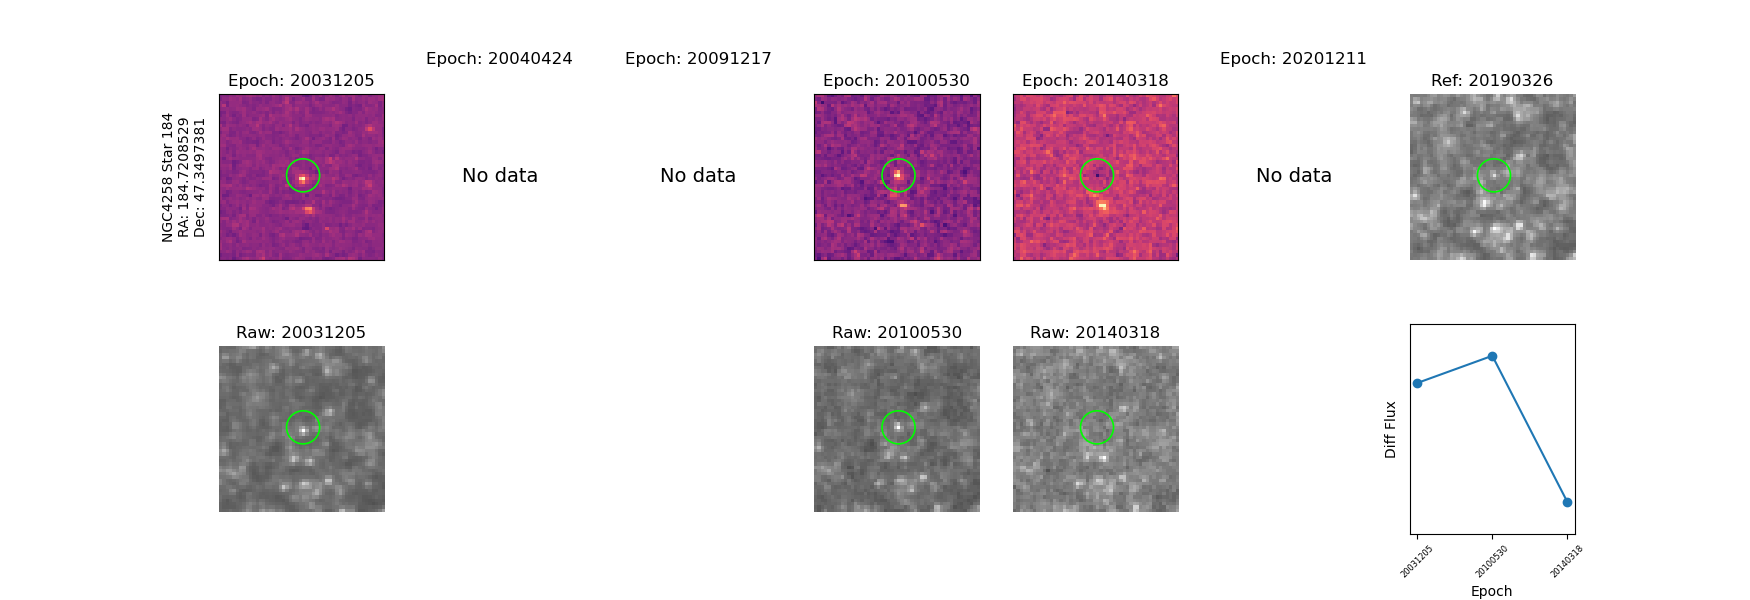 Epoch: 20040424
Epoch: 20091217
Epoch: 20201211
Epoch: 20031205
Epoch: 20100530
Epoch: 20140318
Ref: 20190326
NGC4258 Star 184
RA: 184.7208529
Dec: 47.3497381
No data
No data
No data
Raw: 20031205
Raw: 20100530
Raw: 20140318
Diff Flux
20031205
20100530
20140318
Epoch